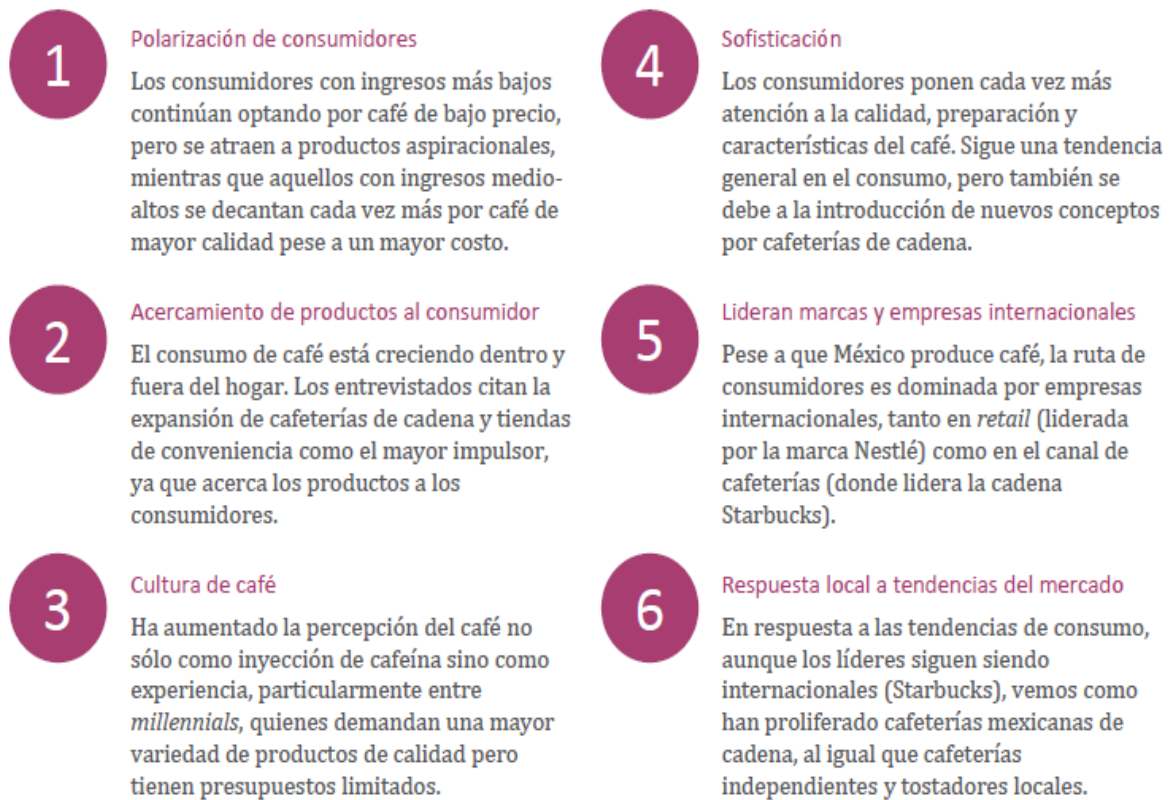 1
Polarización de consumidores
Los consumidores con ingresos más bajos
continúan optando por café de bajo precio,
pero se atraen a productos aspiracionales,
mientras que aquellos con ingresos medio-
altos se decantan cada vez más por café de
mayor calidad pese a un mayor costo.
2
Acercamiento de productos al consumidor
El consumo de café está creciendo dentro y
fuera del hogar. Los entrevistados citan la
expansión de cafeterías de cadena y tiendas
de conveniencia como el mayor impulsor,
ya que acerca los productos a los
consumidores.
3
Cultura de café
Ha aumentado la percepción del café no
sólo como inyección de cafeína sino como
experiencia, particularmente entre
millennials, quienes demandan una mayor
variedad de productos de calidad pero
tienen presupuestos limitados.
4
Sofisticación
Los consumidores ponen cada vez más
atención a la calidad, preparación y
características del café. Sigue una tendencia
general en el consumo, pero también se
debe a la introducción de nuevos conceptos
por cafeterías de cadena.
5
Lideran marcas y empresas internacionales
Pese a que México produce café, la ruta de
consumidores es dominada por empresas
internacionales, tanto en retail (liderada
por la marca Nestlé) como en el canal de
cafeterías (donde lidera la cadena
Starbucks).
6
Respuesta local a tendencias del mercado
En respuesta a las tendencias de consumo,
aunque los líderes siguen siendo
internacionales (Starbucks), vemos como
han proliferado cafeterías mexicanas de
cadena, al igual que cafeterías
independientes y tostadores locales.